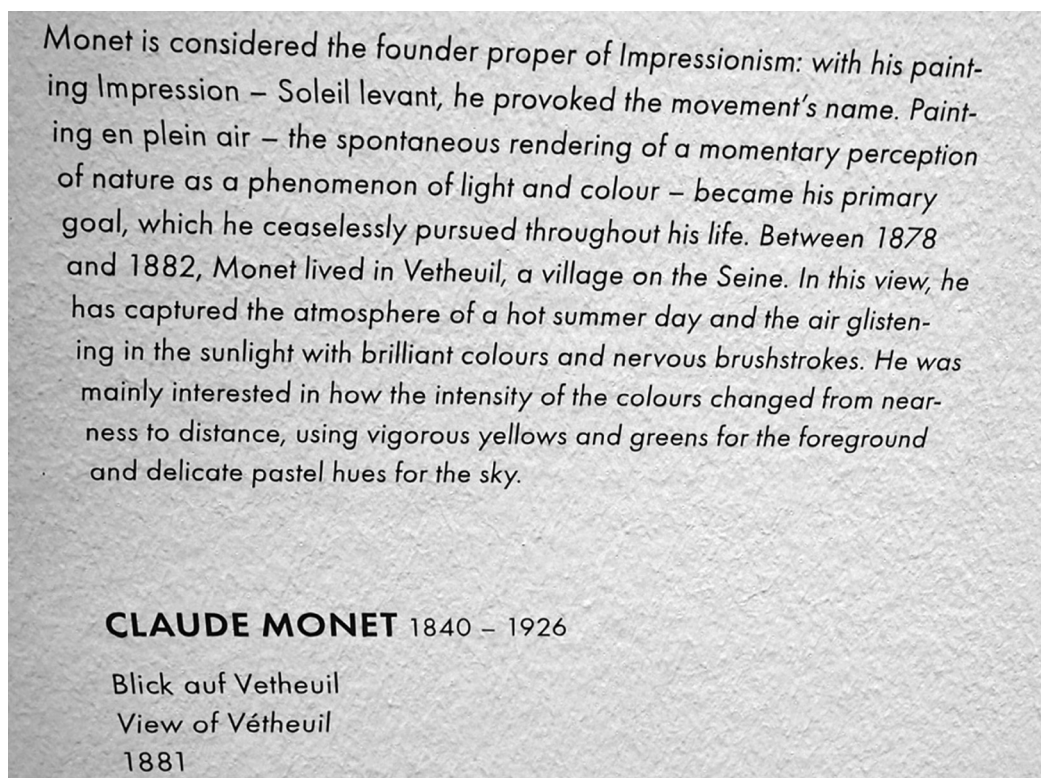 Monet is considered the founder proper of Impressionism: with his paint-
ing Impression – Soleil levant, he provoked the movement's name. Paint-
ing en plein air – the spontaneous rendering of a momentary perception
of nature as a phenomenon of light and colour – became his primary
goal, which he ceaselessly pursued throughout his life. Between 1878
and 1882, Monet lived in Vetheuil, a village on the Seine. In this view, he
has captured the atmosphere of a hot summer day and the air glisten-
ing in the sunlight with brilliant colours and nervous brushstrokes. He was
mainly interested in how the intensity of the colours changed from near-
ness to distance, using vigorous yellows and greens for the foreground
and delicate pastel hues for the sky.
CLAUDE MONET 1840 – 1926
Blick auf Vetheuil
View of Vétheuil
1881